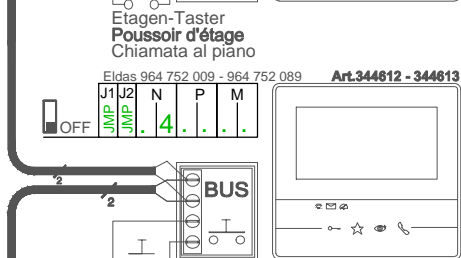 Etagen-Taster
Poussoir d'étage
Chiamata al piano
Eldas 964 752 009 - 964 752 089 Art.344612 - 344613
J1 J2 N P M
OFF JMP JMP . 4 . . . .
2
2
BUS